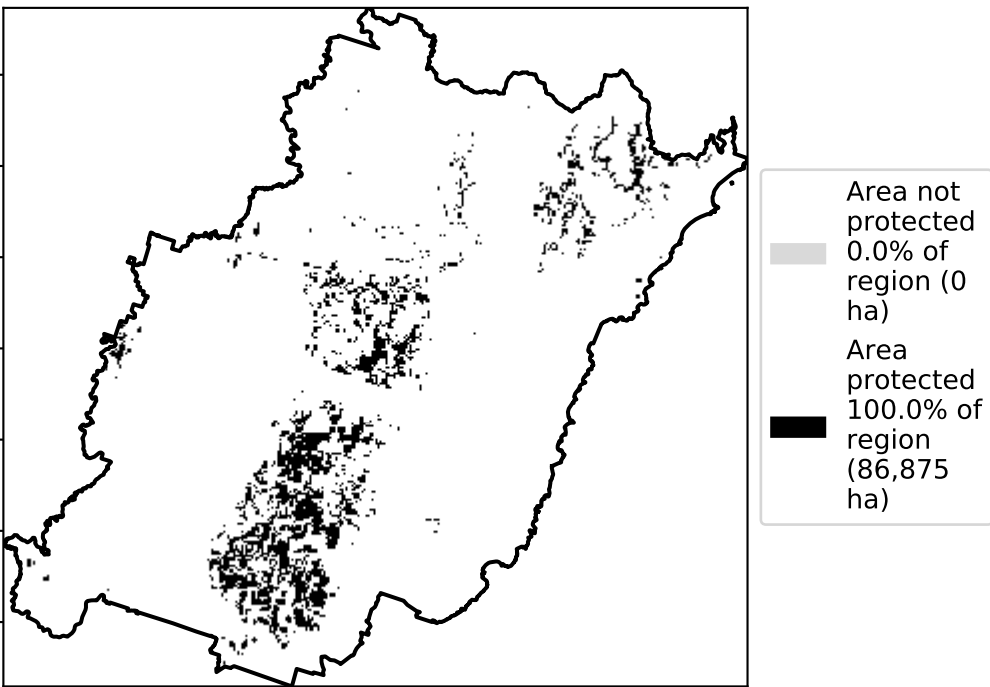 Area not
protected
0.0% of
region (0
ha)
Area
protected
100.0% of
region
(86,875
ha)